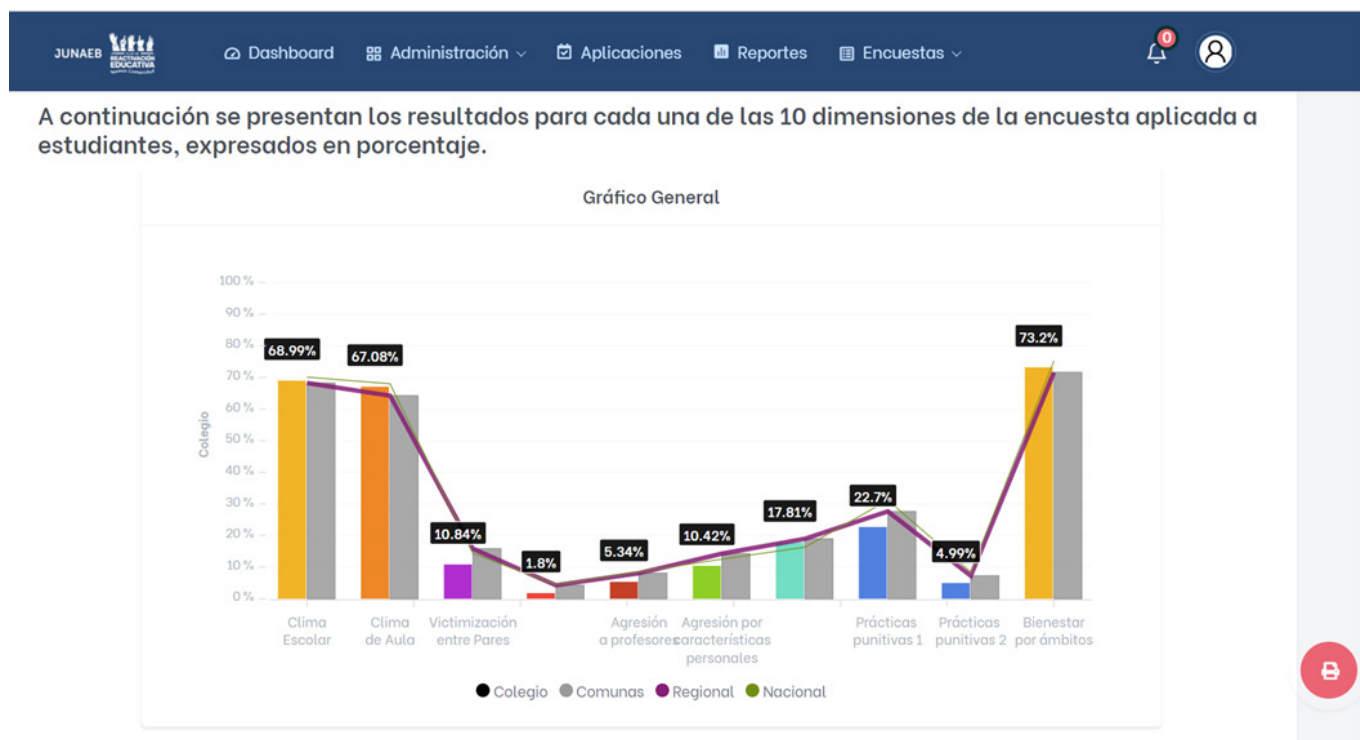 JUNAEB
REACTIVACIÓN
EDUCATIVA
Dashboard
Administración
Aplicaciones
Reportes
Encuestas
0
A continuación se presentan los resultados para cada una de las 10 dimensiones de la encuesta aplicada a
estudiantes, expresados en porcentaje.
Gráfico General
Colegio
100 %
90 %
80 %
70 %
60 %
50 %
40 %
30 %
20 %
10 %
0 %
68.99%
67.08%
10.84%
1.8%
5.34%
10.42%
17.81%
22.7%
4.99%
73.2%
Clima
Escolar
Clima
de Aula
Victimización
entre Pares
Agresión
a profesores
Agresión por
características
personales
Prácticas
punitivas 1
Prácticas
punitivas 2
Bienestar
por ámbitos
Colegio
Comunas
Regional
Nacional